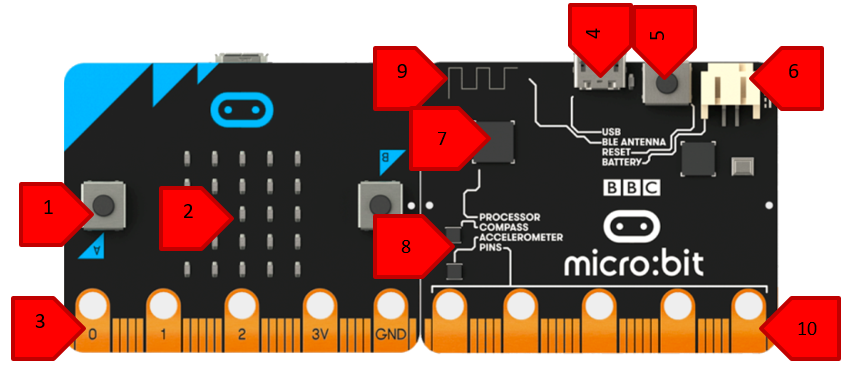 4
5
9
6
7
USB
BLE ANTENNA
RESET
BATTERY
B
A
1
2
BBC
8
PROCESSOR
COMPASS
ACCELEROMETER
PINS
micro:bit
3
0
1
2
3V
GND
10